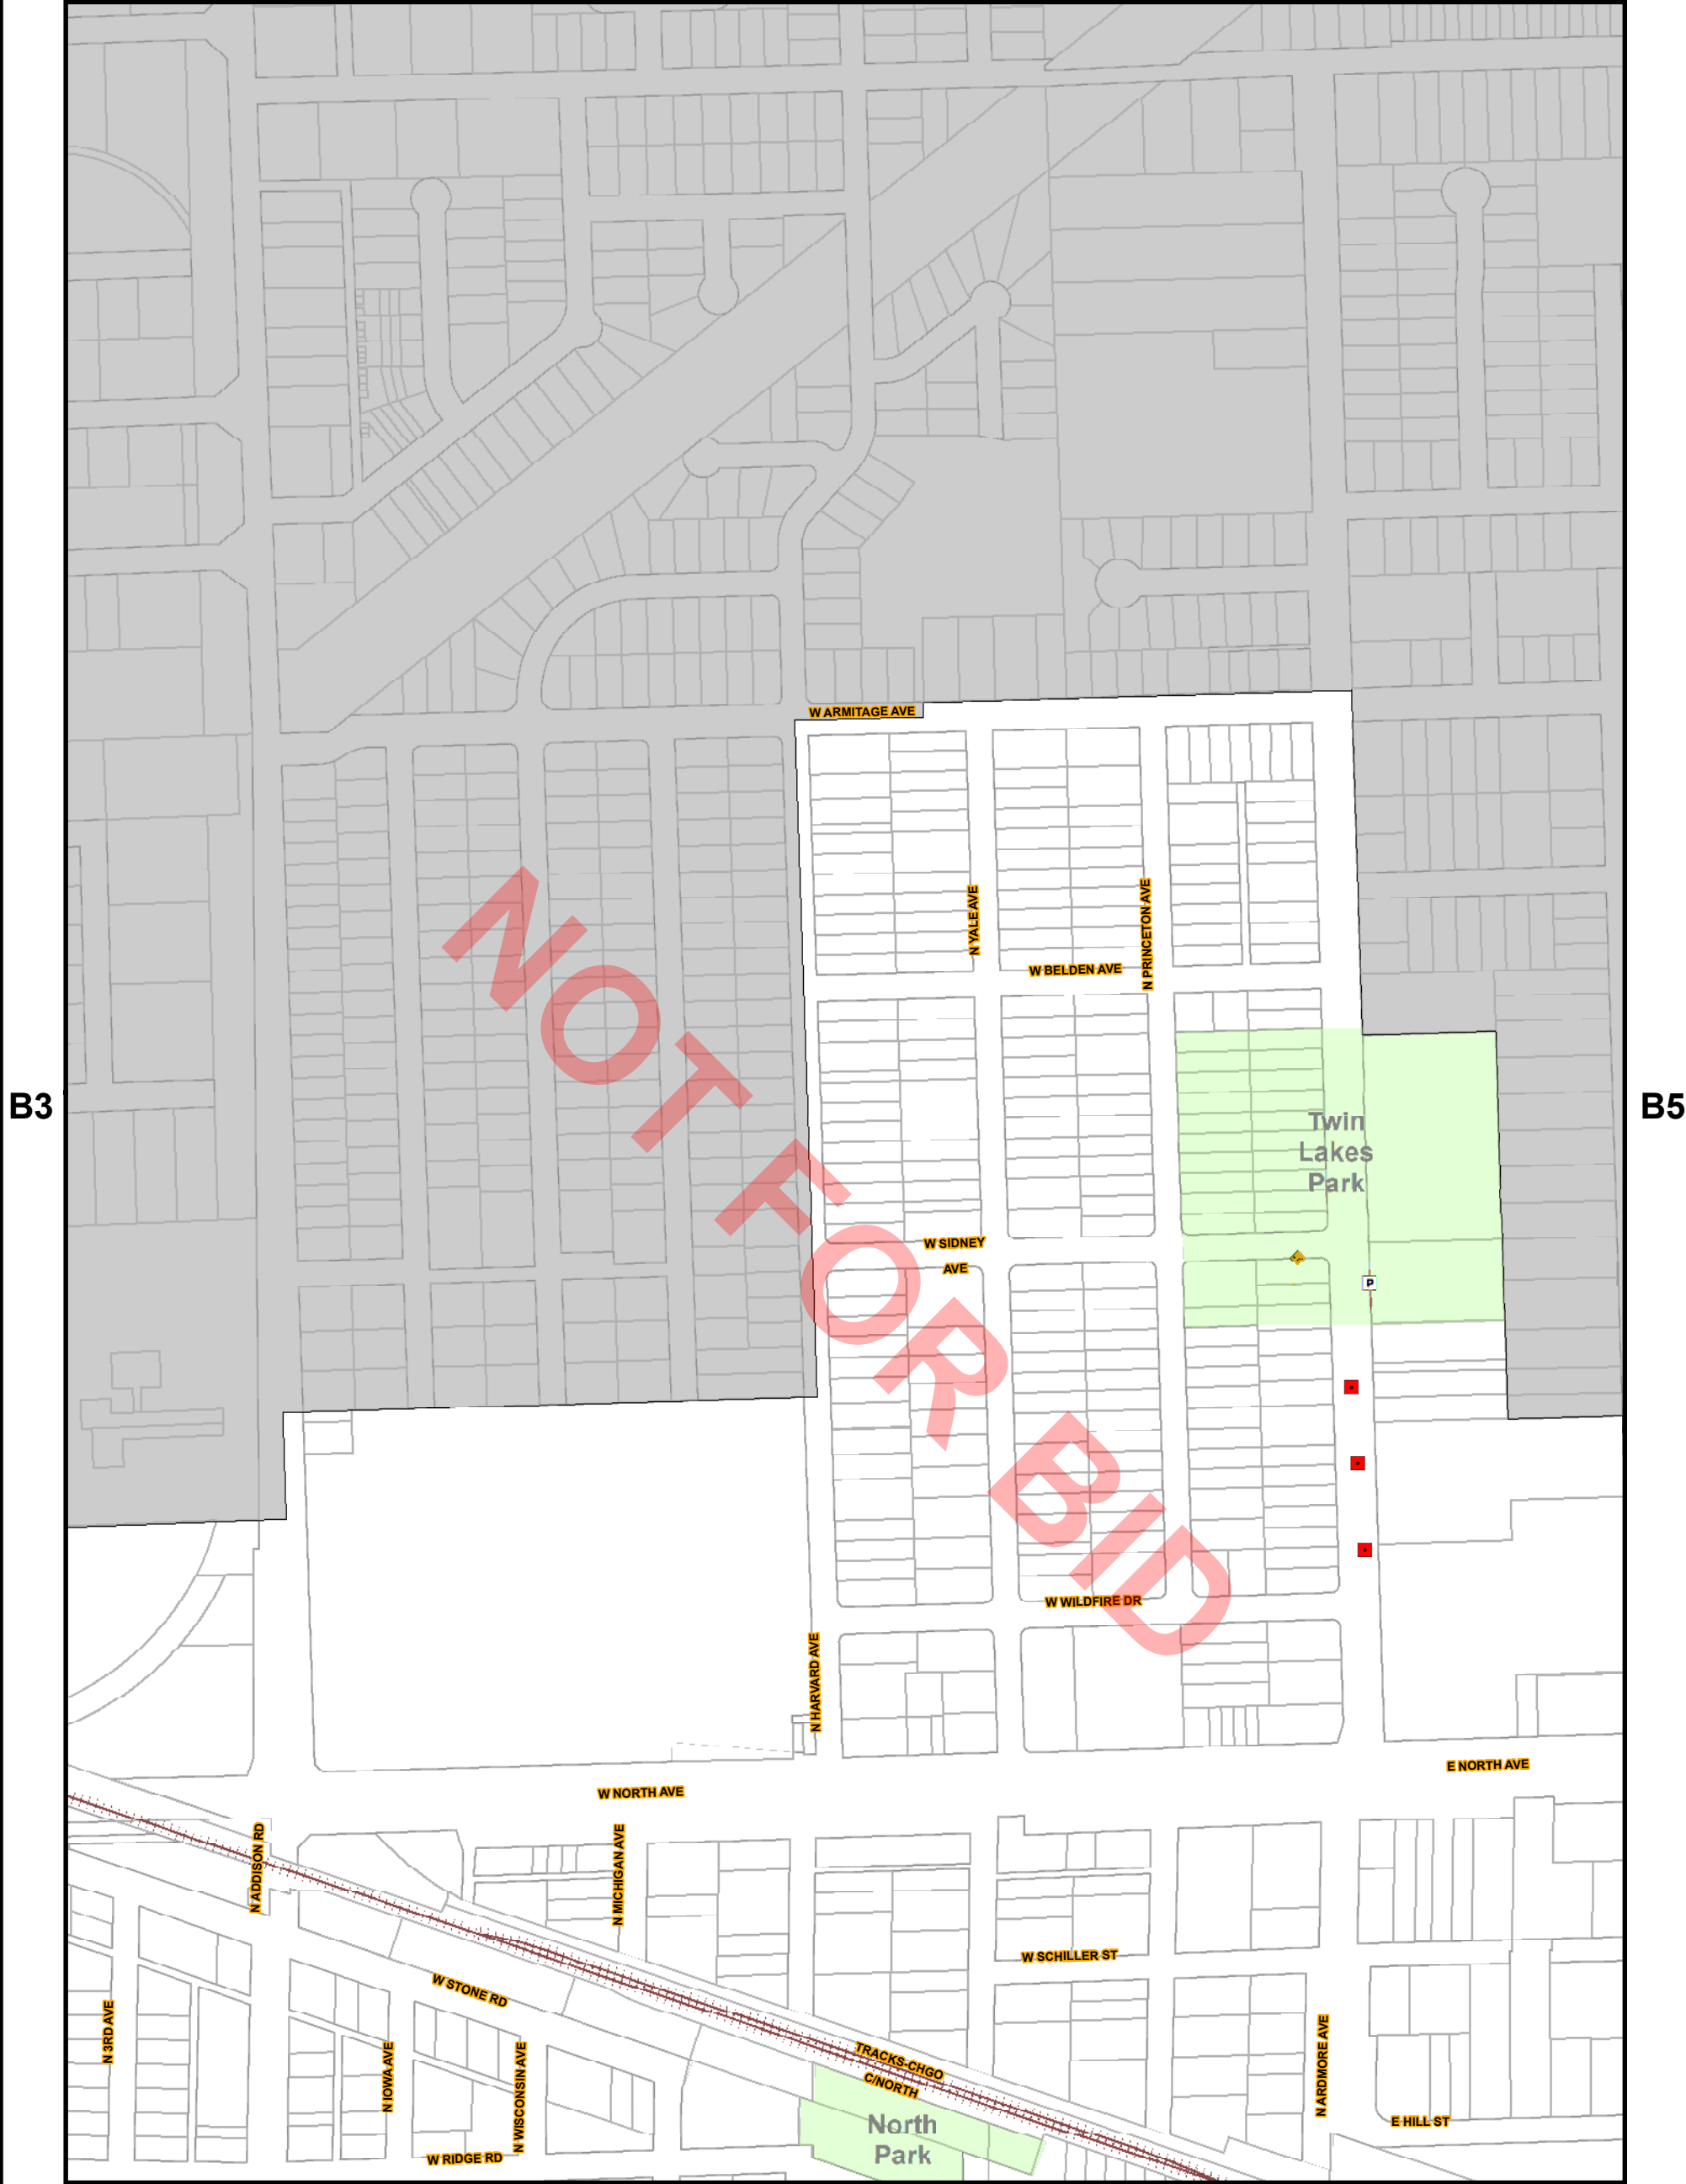 W ARMITAGE AVE
N YALE AVE
N PRINCETON AVE
W BELDEN AVE
B3
B5
Twin
Lakes
Park
W SIDNEY
AVE
P
NOT FOR BID
W WILDFIRE DR
N HARVARD AVE
E NORTH AVE
W NORTH AVE
N ADDISON RD
N MICHIGAN AVE
W SCHILLER ST
W STONE RD
N 3RD AVE
N IOWA AVE
N WISCONSIN AVE
TRACKS-CHGO
C/NORTH
N ARDMORE AVE
North
Park
E HILL ST
W RIDGE RD